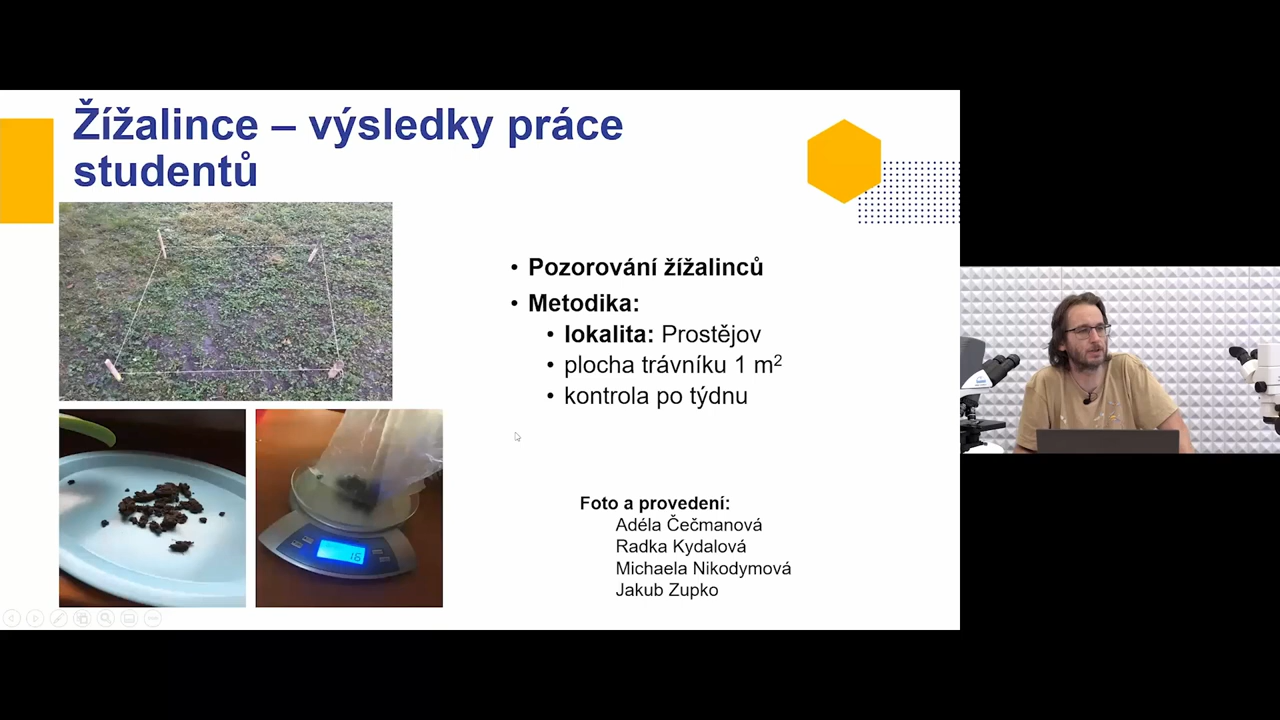 Žížalince – výsledky práce
studentů
• Pozorování žížalinců
• Metodika:
• lokalita: Prostějov
• plocha trávníku 1 m²
• kontrola po týdnu
16
Foto a provedení:
Adéla Čečmanová
Radka Kydalová
Michaela Nikodymová
Jakub Zupko